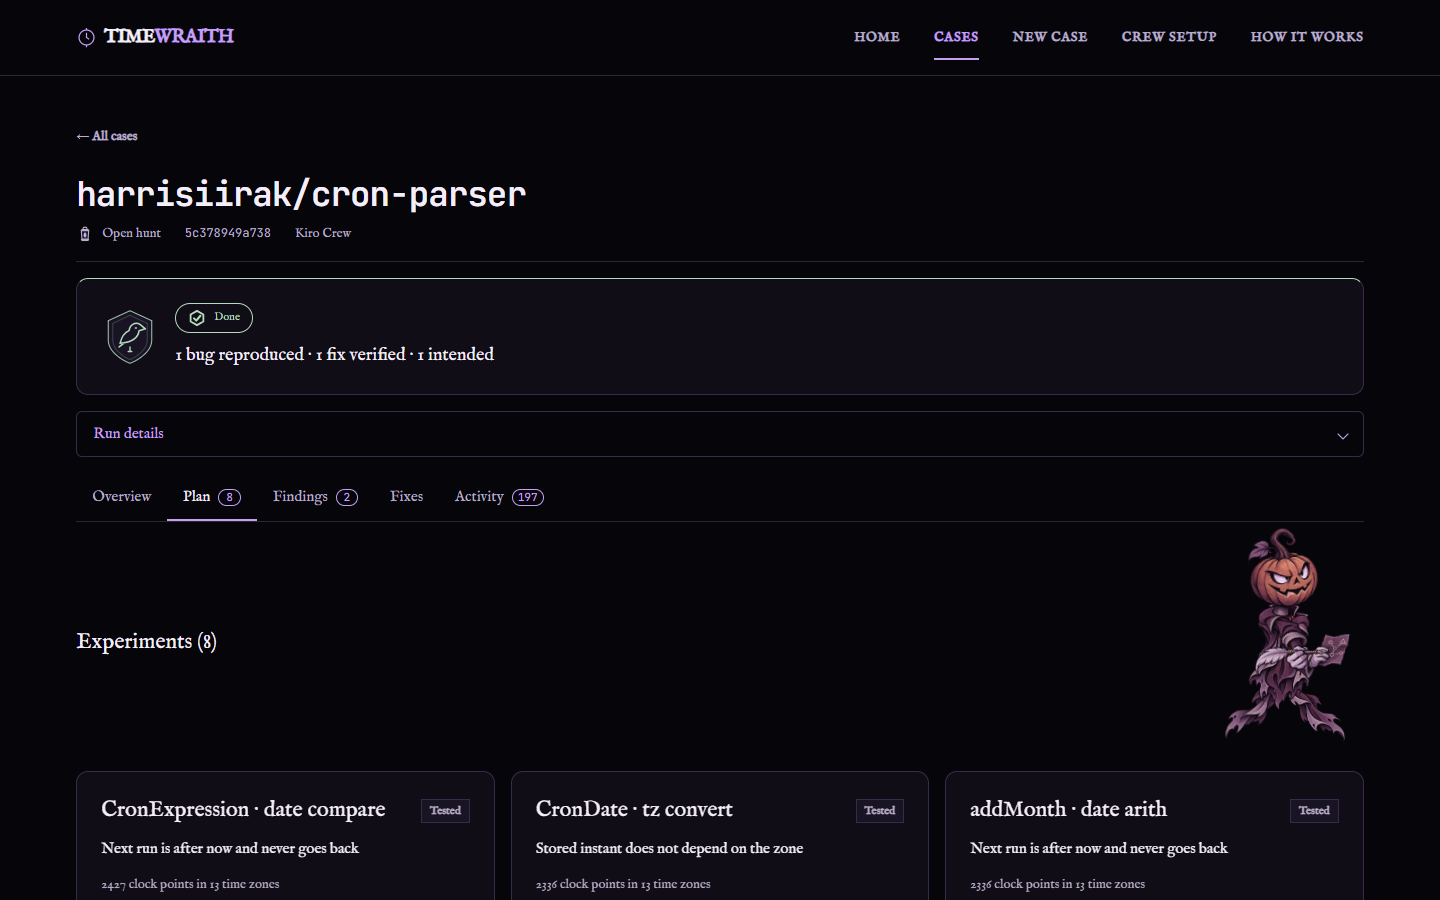 TIMEWRAITH
HOME CASES NEW CASE CREW SETUP HOW IT WORKS
← All cases
harrisiirak/cron-parser
Open hunt 5c378949a738 Kiro Crew
Done
1 bug reproduced · 1 fix verified · 1 intended
Run details
Overview Plan 8 Findings 2 Fixes Activity 197
Experiments (8)
CronExpression · date compare Tested
Next run is after now and never goes back
2427 clock points in 13 time zones
CronDate · tz convert Tested
Stored instant does not depend on the zone
2336 clock points in 13 time zones
addMonth · date arith Tested
Next run is after now and never goes back
2336 clock points in 13 time zones